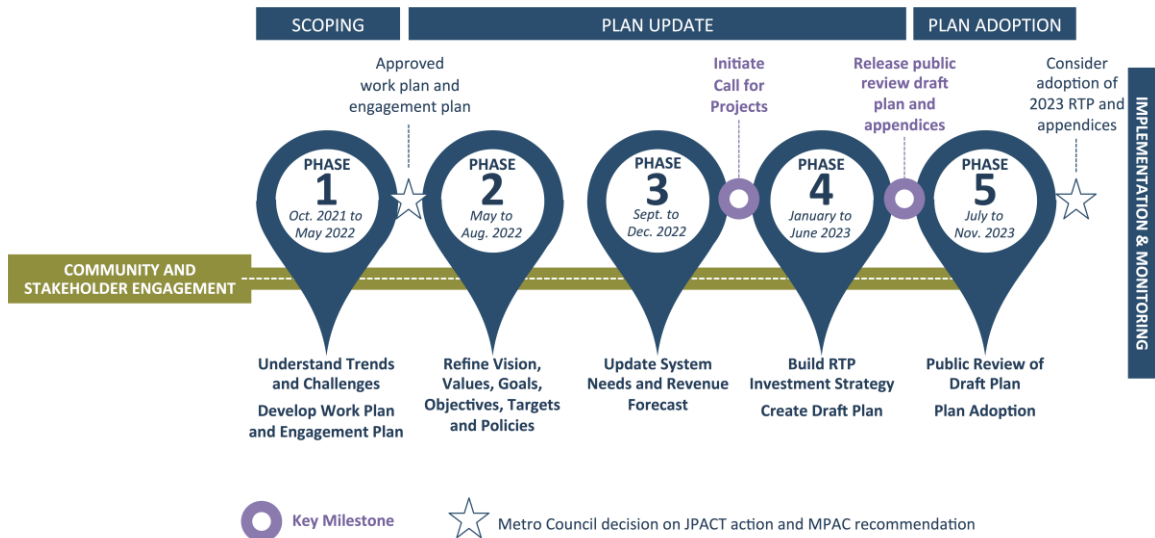 SCOPING
PLAN UPDATE
PLAN ADOPTION
Approved
work plan and
engagement plan
Initiate
Call for
Projects
Release public
review draft
plan and
appendices
Consider
adoption of
2023 RTP and
appendices
IMPLEMENTATION & MONITORING
PHASE
1
Oct. 2021 to
May 2022
PHASE
2
May to
Aug. 2022
PHASE
3
Sept. to
Dec. 2022
PHASE
4
January to
June 2023
PHASE
5
July to
Nov. 2023
COMMUNITY AND
STAKEHOLDER ENGAGEMENT
Understand Trends
and Challenges
Develop Work Plan
and Engagement Plan
Refine Vision,
Values, Goals,
Objectives, Targets
and Policies
Update System
Needs and Revenue
Forecast
Build RTP
Investment Strategy
Create Draft Plan
Public Review of
Draft Plan
Plan Adoption
Key Milestone
Metro Council decision on JPACT action and MPAC recommendation